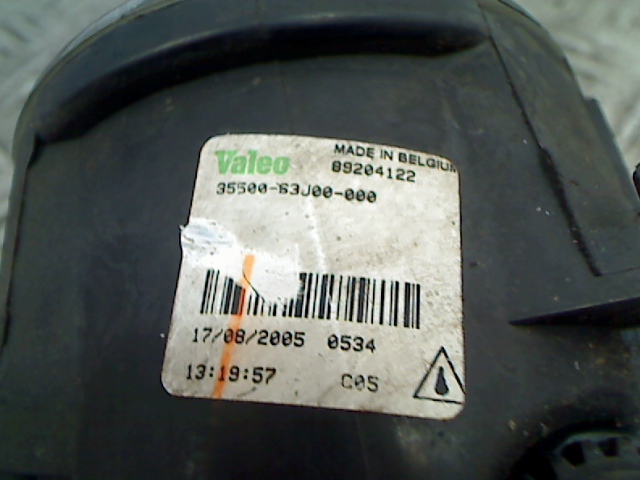 Valeo MADE IN BELGIUM
89204122
35500-63J00-000
17/08/2005 0534
13:19:57 C05